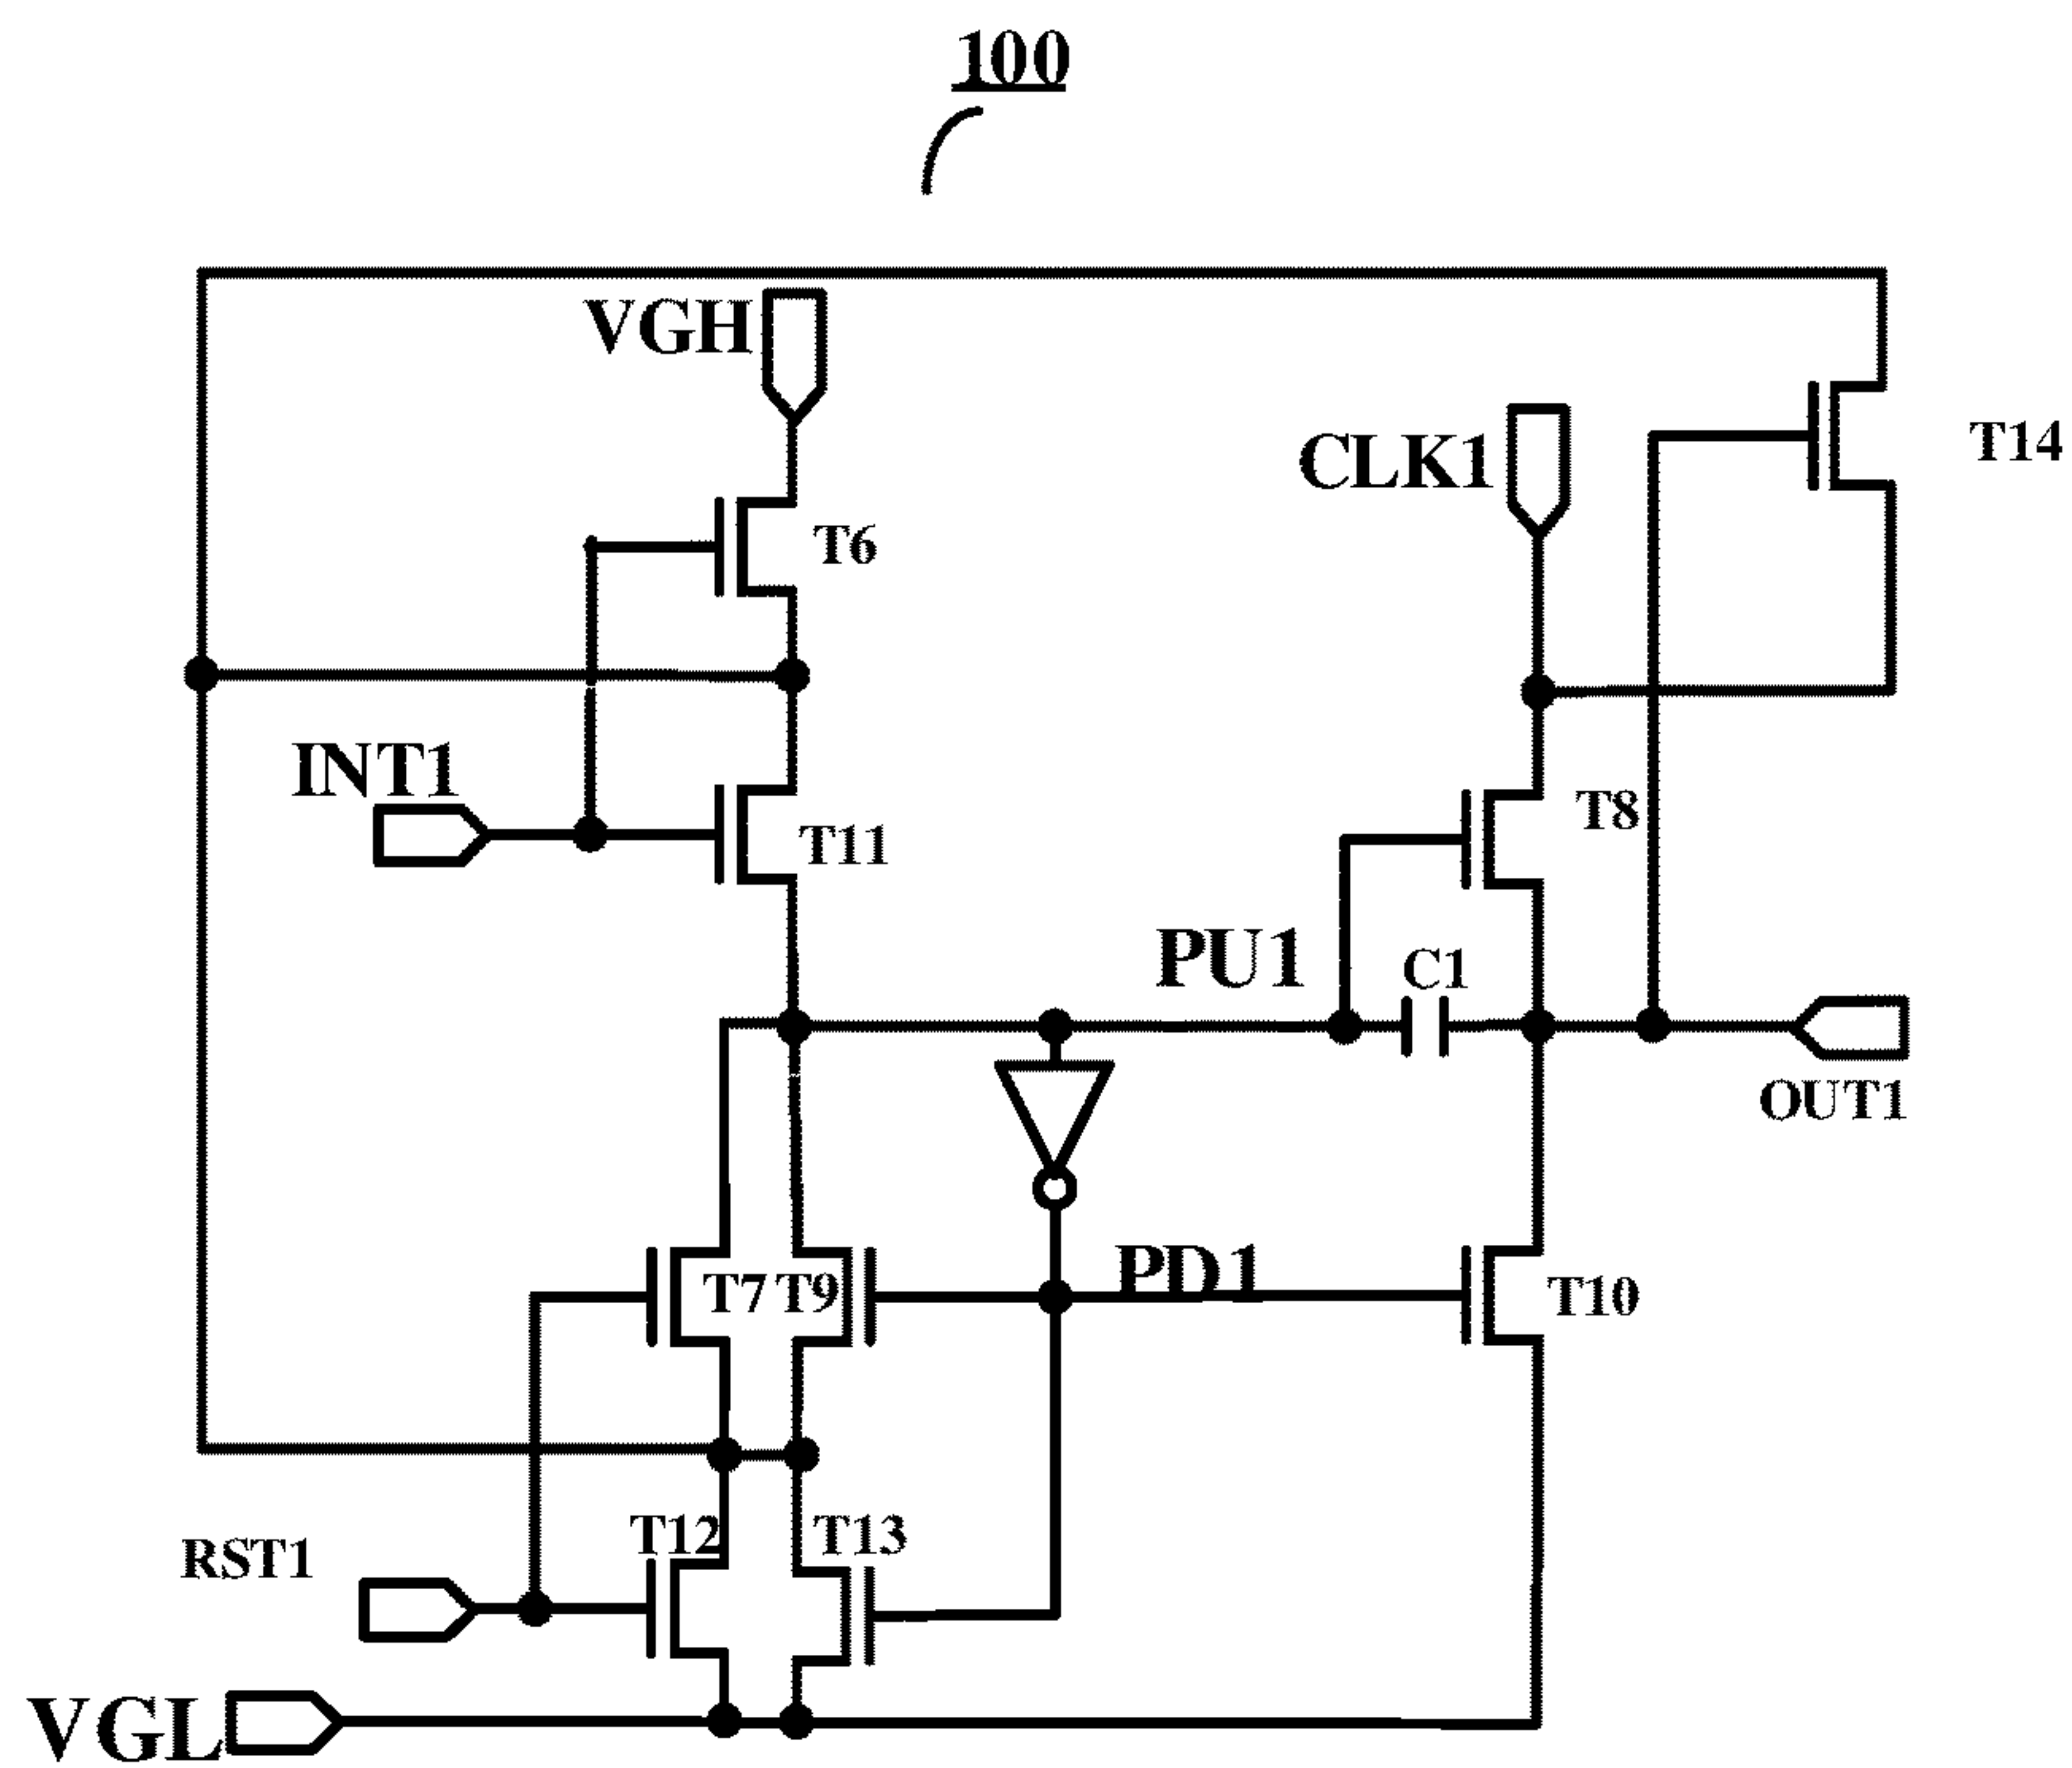 100
VGH
CLK1
T14
T6
INT1
T8
T11
PU1
C1
OUT1
PD1
T7
T9
T10
T12
T13
RST1
VGL